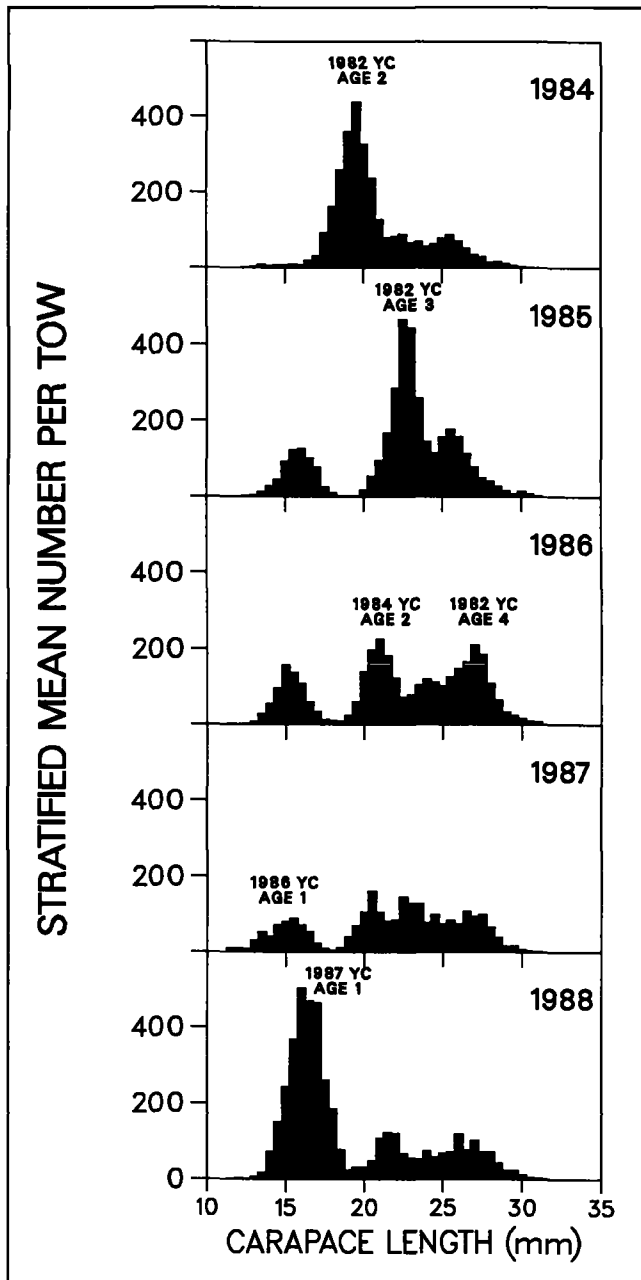 STRATIFIED MEAN NUMBER PER TOW
1982 YC
AGE 2
1984
400
200
1982 YC
AGE 3
1985
400
200
1986
400
1984 YC
AGE 2
1982 YC
AGE 4
200
1987
400
200
1986 YC
AGE 1
1987 YC
AGE 1
1988
400
200
0
10 15 20 25 30 35
CARAPACE LENGTH (mm)